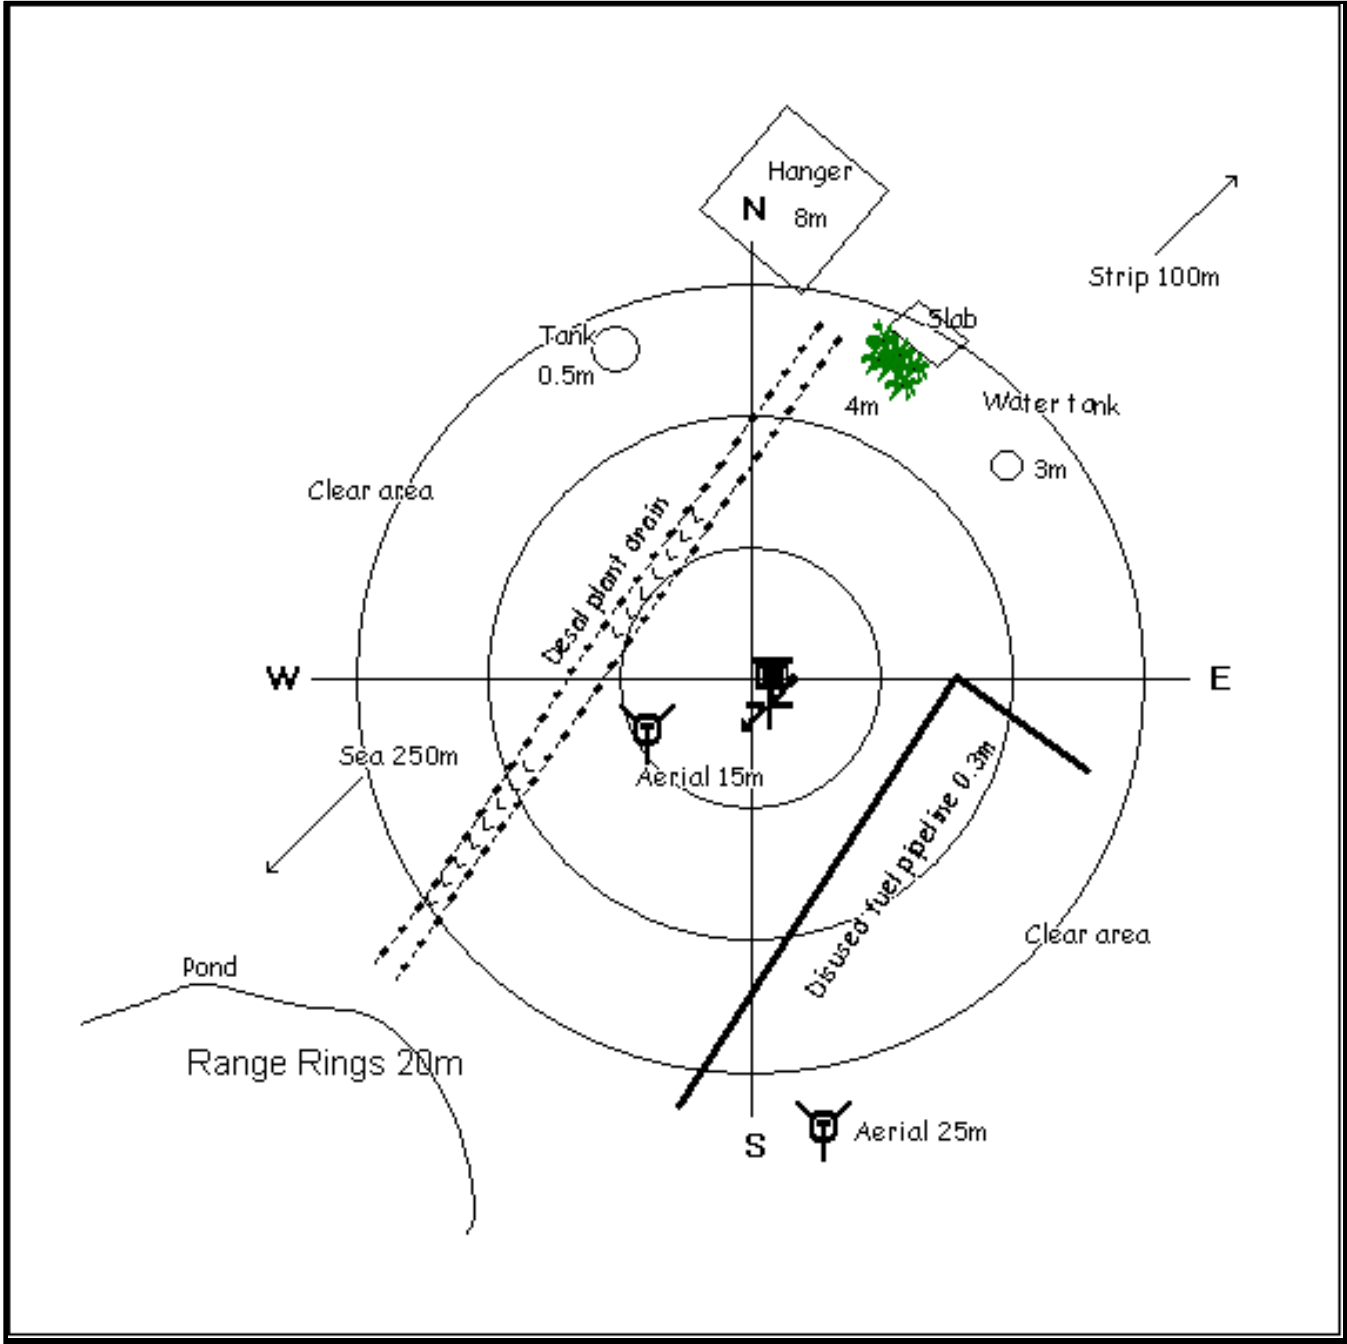 Hanger
N
8m
Strip 100m
Slab
Tank
0.5m
4m
Water tank
3m
Clear area
Desal plant drain
W
E
Sea 250m
Aerial 15m
Disused fuel pipeline 0.3m
Clear area
Pond
Range Rings 20m
S
Aerial 25m